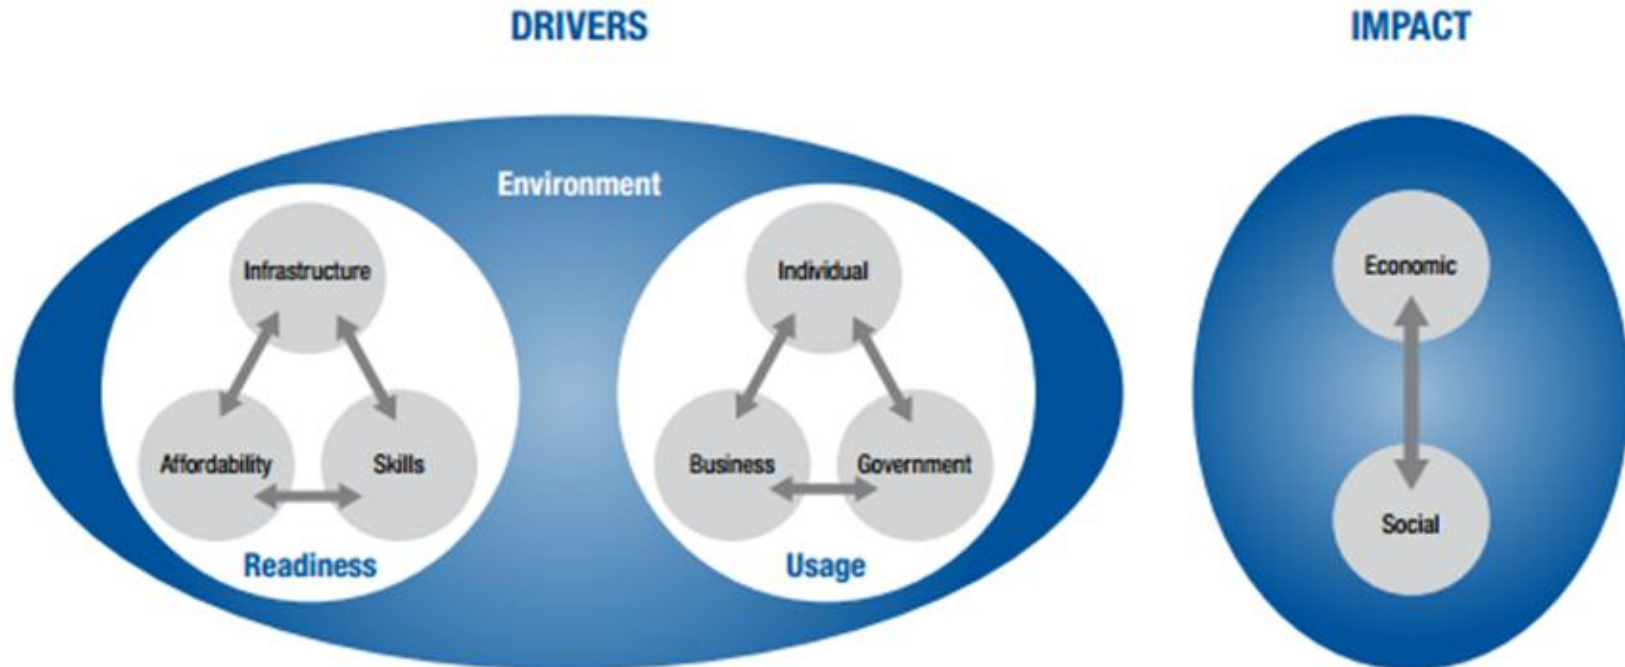 DRIVERS
IMPACT
Environment
Infrastructure
Affordability
Skills
Readiness
Individual
Business
Government
Usage
Economic
Social